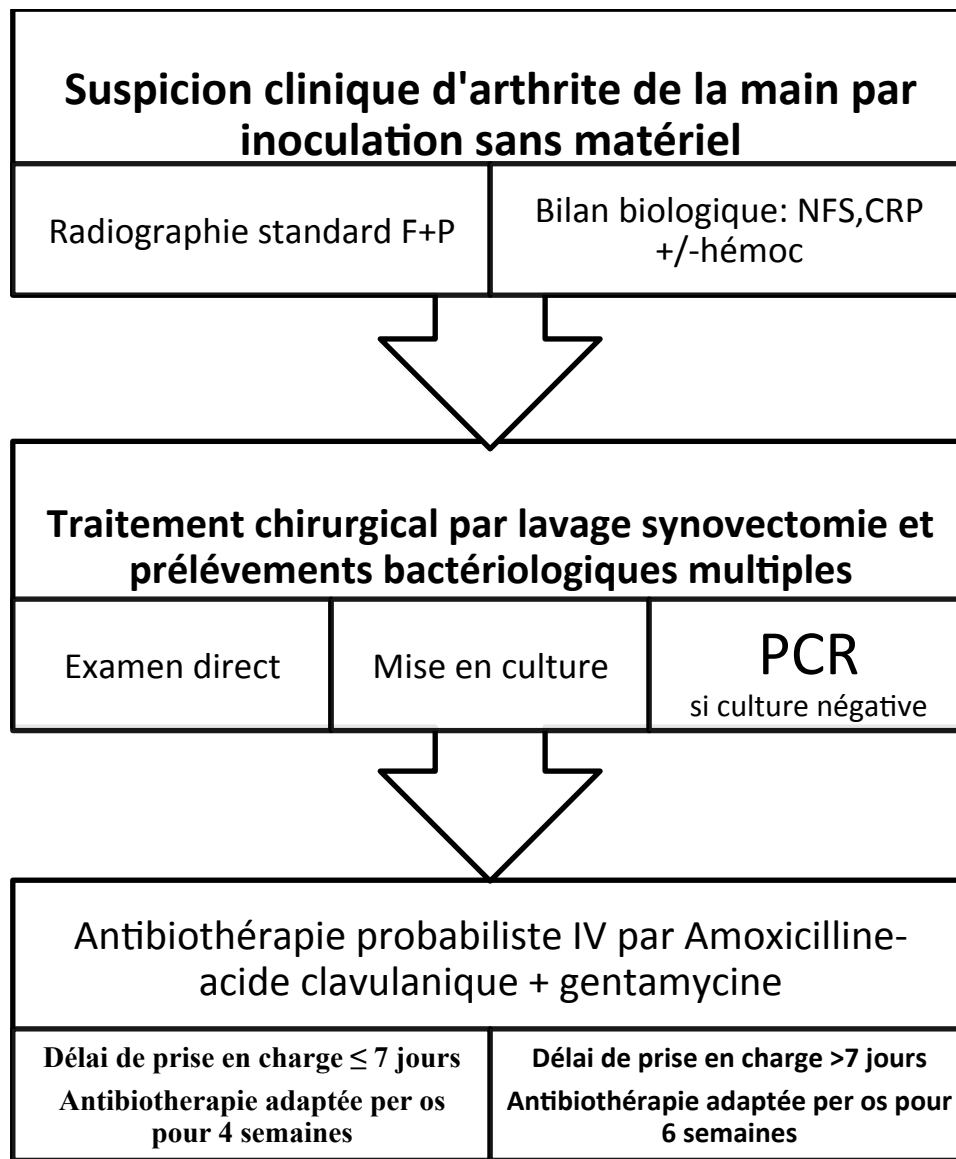 Suspicion clinique d'arthrite de la main par
inoculation sans matériel
Radiographie standard F+P
Bilan biologique: NFS,CRP
+/-hémoc
Traitement chirurgical par lavage synovectomie et
prélévements bactériologiques multiples
Examen direct
Mise en culture
PCR
si culture négative
Antibiothérapie probabiliste IV par Amoxicilline-
acide clavulanique + gentamycine
Délai de prise en charge ≤ 7 jours
Antibiotherapie adaptée per os
pour 4 semaines
Délai de prise en charge >7 jours
Antibiothérapie adaptée per os pour
6 semaines